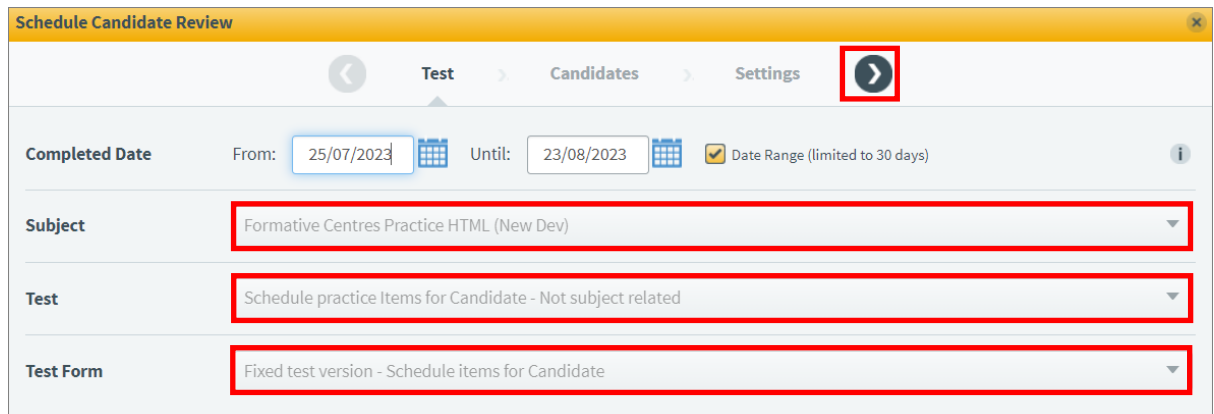 Schedule Candidate Review
Test Candidates Settings
Completed Date From: 25/07/2023 Until: 23/08/2023 Date Range (limited to 30 days)
Subject Formative Centres Practice HTML (New Dev)
Test Schedule practice Items for Candidate - Not subject related
Test Form Fixed test version - Schedule items for Candidate